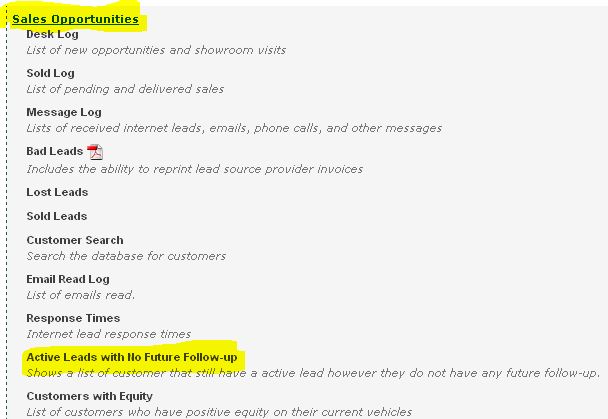 Sales Opportunities
Desk Log
List of new opportunities and showroom visits
Sold Log
List of pending and delivered sales
Message Log
Lists of received internet leads, emails, phone calls, and other messages
Bad Leads
Includes the ability to reprint lead source provider invoices
Lost Leads
Sold Leads
Customer Search
Search the database for customers
Email Read Log
List of emails read.
Response Times
Internet lead response times
Active Leads with No Future Follow-up
Shows a list of customer that still have a active lead however they do not have any future follow-up.
Customers with Equity
List of customers who have positive equity on their current vehicles